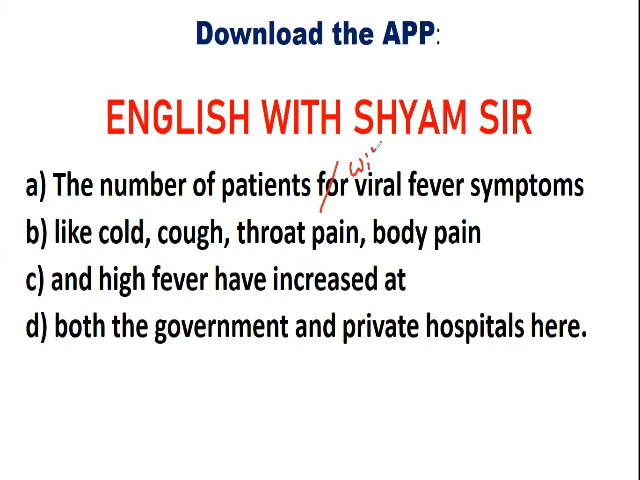 Download the APP:
ENGLISH WITH SHYAM SIR
wi
a) The number of patients for viral fever symptoms
b) like cold, cough, throat pain, body pain
c) and high fever have increased at
d) both the government and private hospitals here.